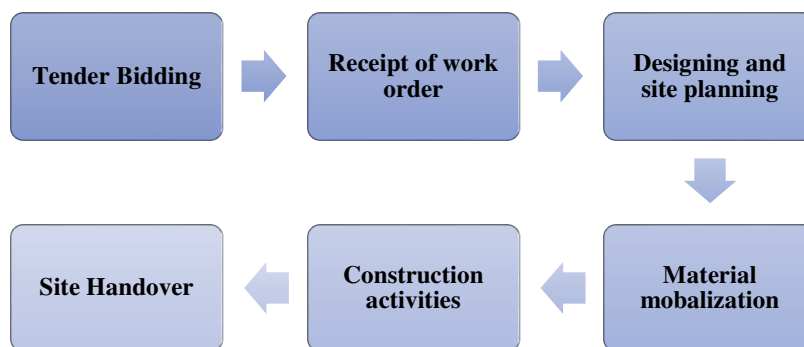 Tender Bidding
Receipt of work
order
Designing and
site planning
Material
mobalization
Construction
activities
Site Handover